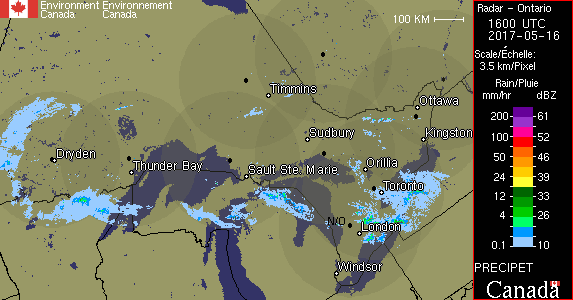 Environment Environnement
Canada Canada
100 KM
Timmins
Ottawa
Sudbury
Kingston
Dryden
Thunder Bay
Sault Ste. Marie
Orillia
Toronto
N/O
London
Windsor
Radar - Ontario
1600 UTC
2017-05-16
Scale/Échelle:
3.5 km/Pixel
Rain/Pluie
mm/hr dBZ
200 61
100 52
50 46
24 39
12 33
4 26
0.1 10
PRECIPET
Canada